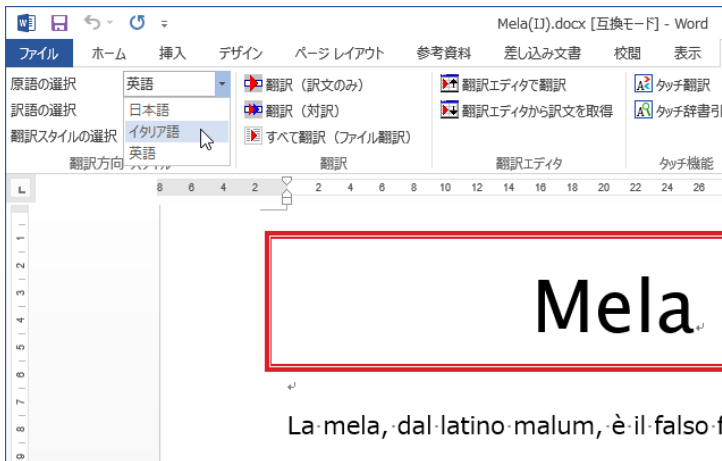 Mela(IJ).docx [互換モード] - Word
ファイル ホーム 挿入 デザイン ページ レイアウト 参考資料 差し込み文書 校閲 表示
原語の選択 英語 翻訳（訳文のみ） 翻訳エディタで翻訳 タッチ翻訳
訳語の選択 日本語 翻訳（対訳） 翻訳エディタから訳文を取得 タッチ辞書引
翻訳スタイルの選択 イタリア語 すべて翻訳（ファイル翻訳）
英語
翻訳方向 翻訳 翻訳エディタ タッチ機能
8 6 4 2 2 4 6 8 10 12 14 16 18 20 22 24 26
1
2
3
4
5
6
7
8
9
Mela
La mela, dal latino malum, è il falso f